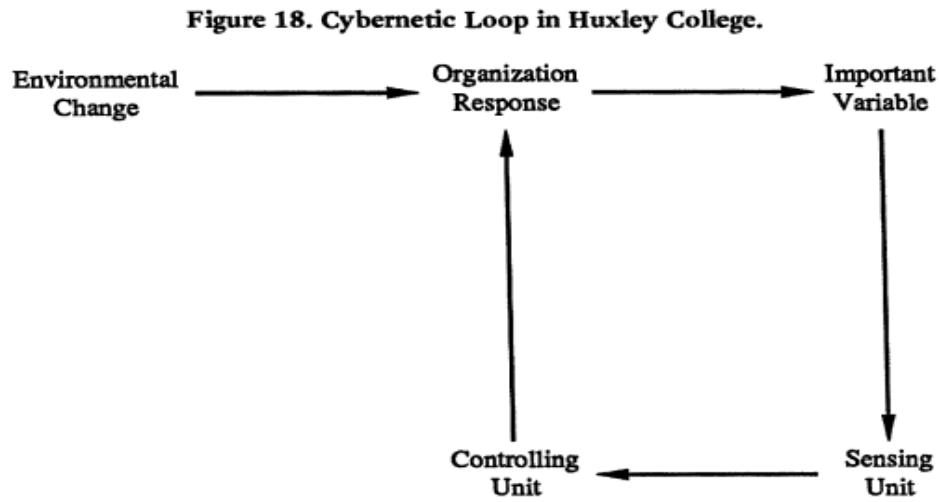 Figure 18. Cybernetic Loop in Huxley College.
Environmental
Change
Organization
Response
Important
Variable
Controlling
Unit
Sensing
Unit